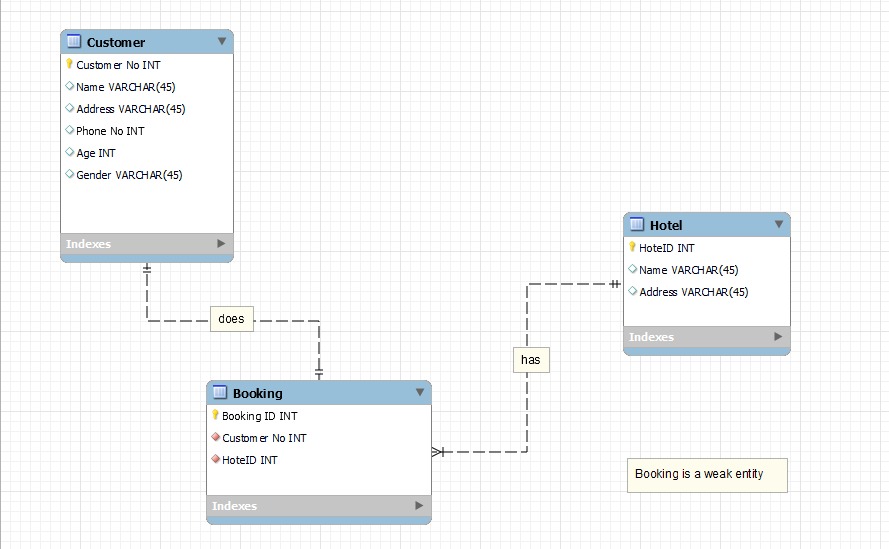 Customer
Customer No INT
Name VARCHAR(45)
Address VARCHAR(45)
Phone No INT
Age INT
Gender VARCHAR(45)
Indexes
does
Booking
Booking ID INT
Customer No INT
HoteID INT
Indexes
has
Hotel
HoteID INT
Name VARCHAR(45)
Address VARCHAR(45)
Indexes
Booking is a weak entity